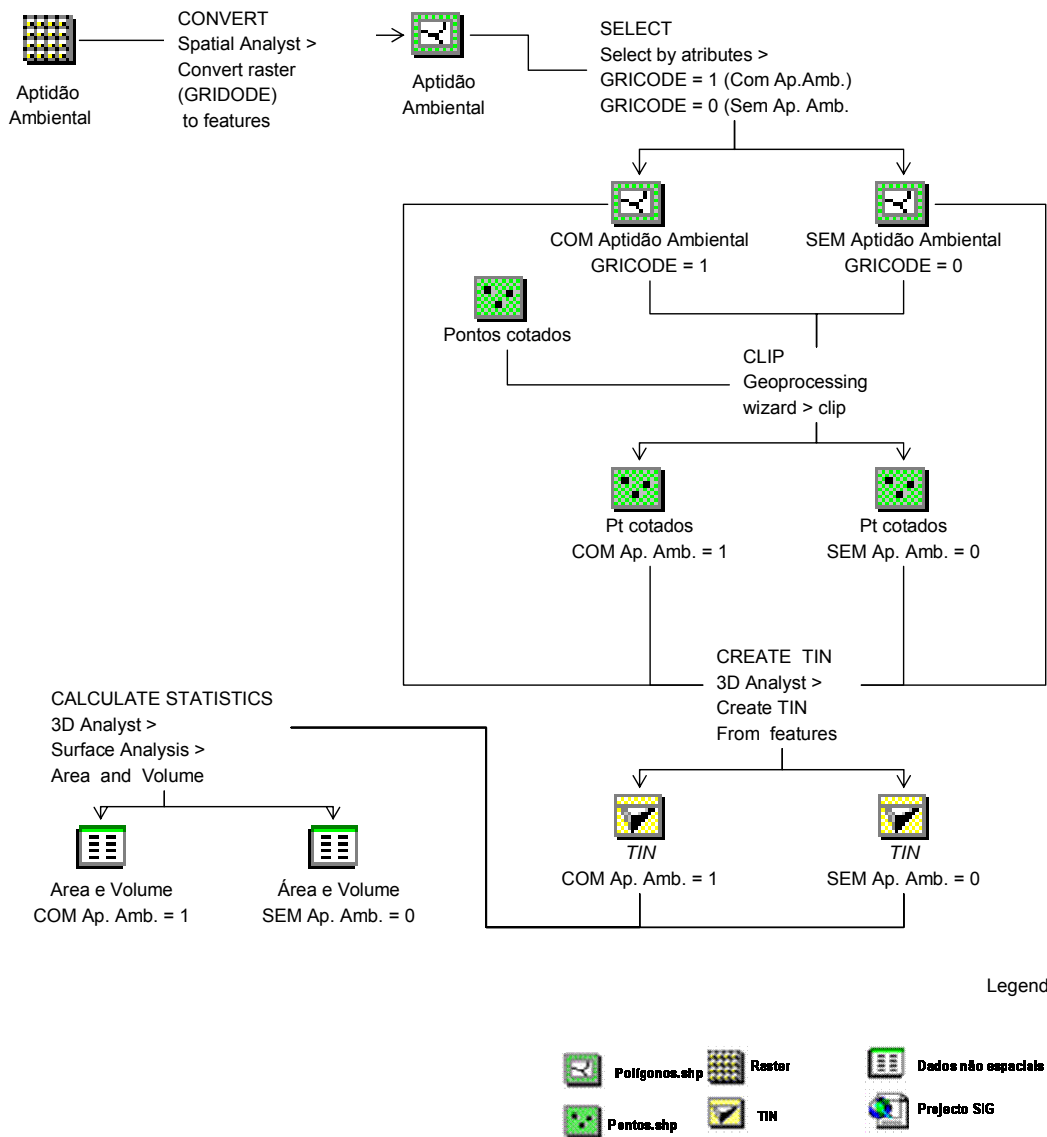 Aptidão
Ambiental
CONVERT
Spatial Analyst >
Convert raster
(GRIDODE)
to features
Aptidão
Ambiental
SELECT
Select by atributes >
GRICODE = 1 (Com Ap.Amb.)
GRICODE = 0 (Sem Ap. Amb.
COM Aptidão Ambiental
GRICODE = 1
SEM Aptidão Ambiental
GRICODE = 0
Pontos cotados
CLIP
Geoprocessing
wizard > clip
Pt cotados
COM Ap. Amb. = 1
Pt cotados
SEM Ap. Amb. = 0
CREATE TIN
3D Analyst >
Create TIN
From features
CALCULATE STATISTICS
3D Analyst >
Surface Analysis >
Area and Volume
Area e Volume
COM Ap. Amb. = 1
Área e Volume
SEM Ap. Amb. = 0
TIN
COM Ap. Amb. = 1
TIN
SEM Ap. Amb. = 0
Legend
Polígonos.shp
Raster
Dados não espaciais
Pontos.shp
TIN
Projecto SIG